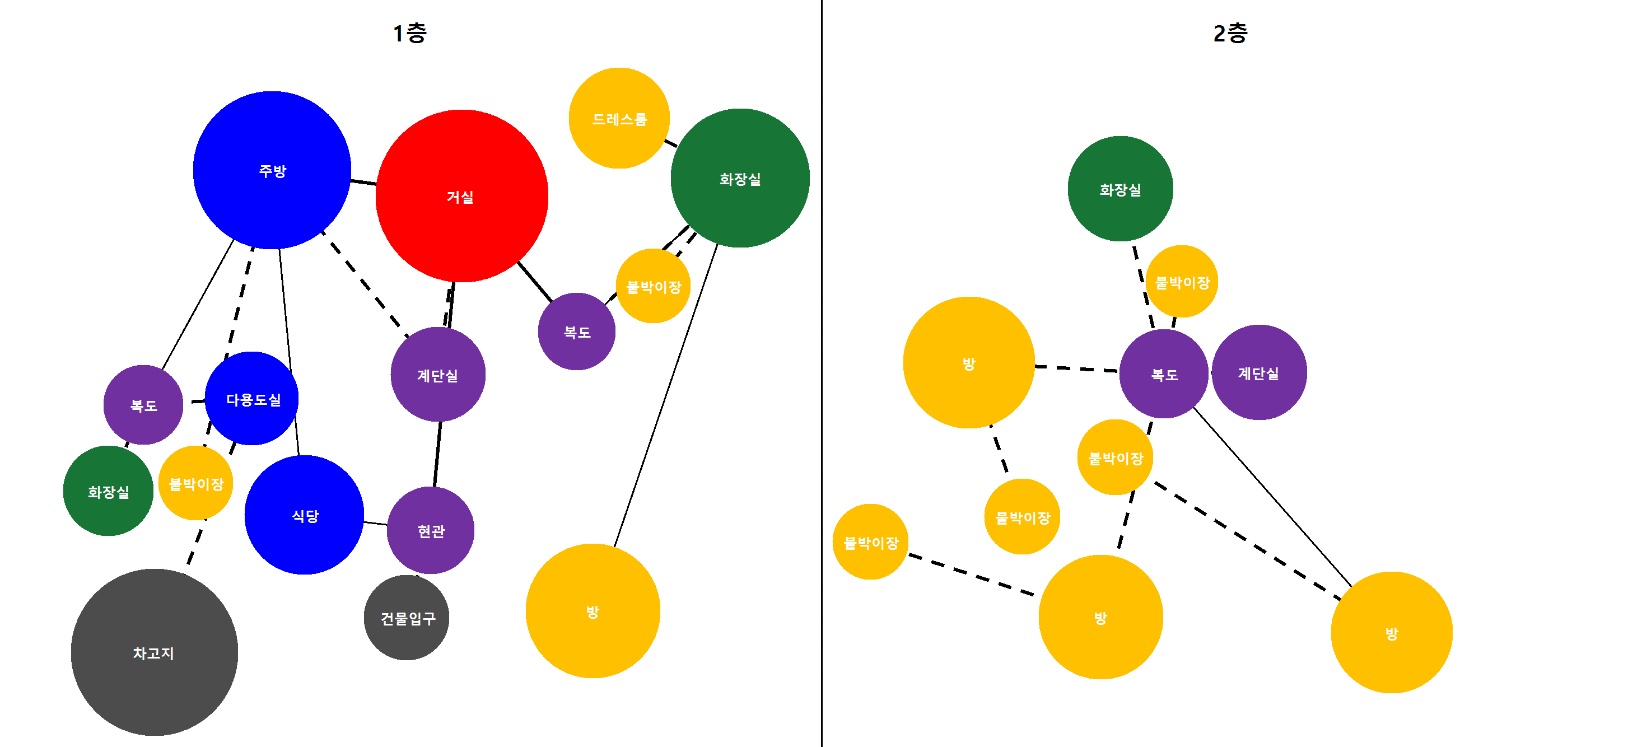 1층
드레스룸
주방
화장실
거실
붙박이장
복도
계단실
다용도실
복도
붙박이장
화장실
식당
현관
방
건물입구
차고지
2층
화장실
붙박이장
방
복도
계단실
붙박이장
붙박이장
붙박이장
방
방